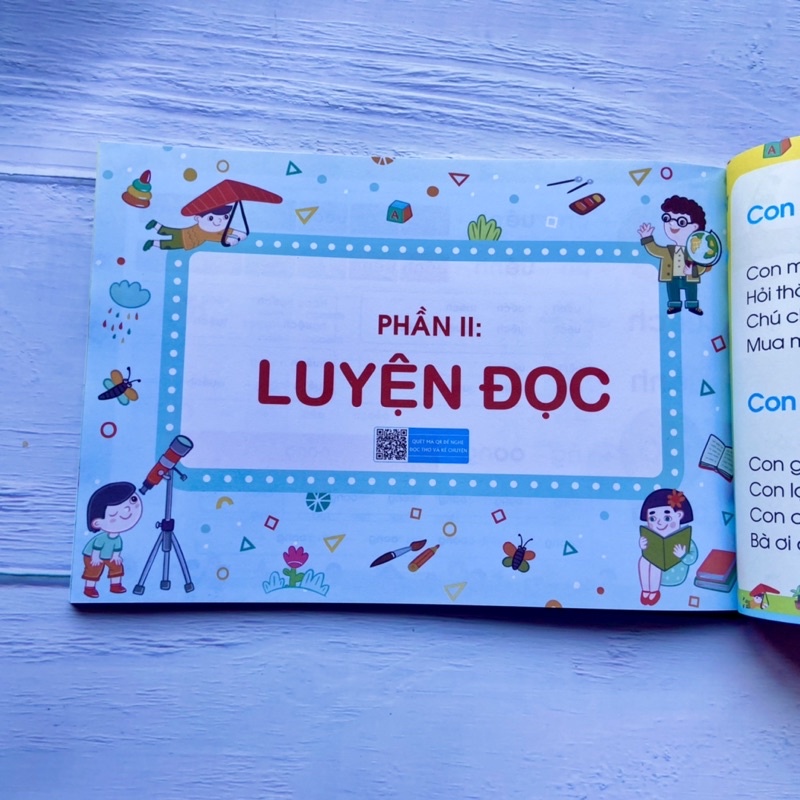 PHẦN II:
LUYỆN ĐỌC
QUÉT MÃ QR ĐỂ NGHE
ĐỌC THƠ VÀ KỂ CHUYỆN
A
A
Con
Con m
Hỏi thă
Chú c
Mua m
Con
Con g
Con
Con
Bà ơi